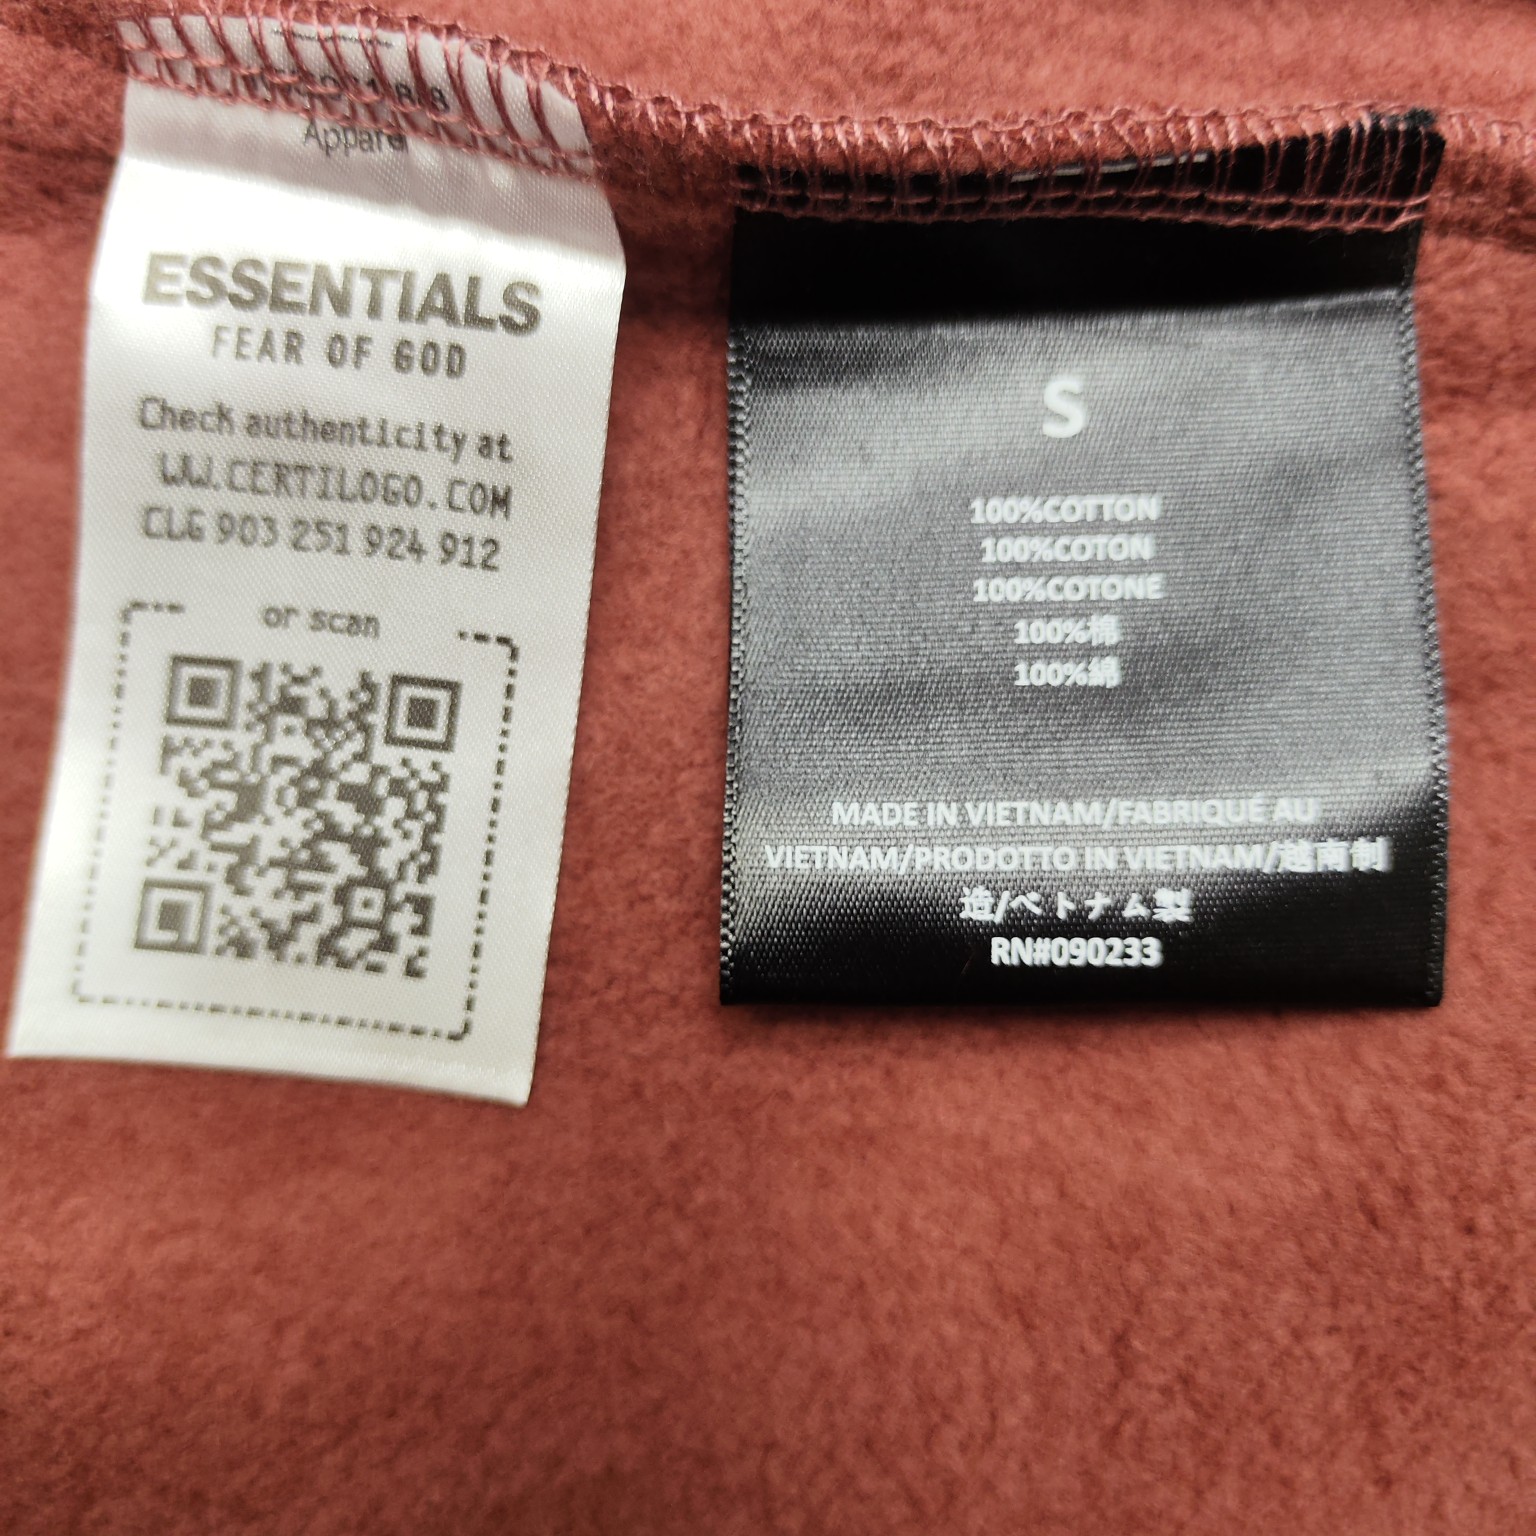 Apparel
ESSENTIALS
FEAR OF GOD
Check authenticity at
WW.CERTILOGO.COM
CLG 903 251 924 912
or scan
S
100%COTTON
100%COTON
100%COTONE
100%棉
100%綿
MADE IN VIETNAM/FABRIQUÉ AU
VIETNAM/PRODOTTO IN VIETNAM/越南制
造/ベトナム製
RN#090233